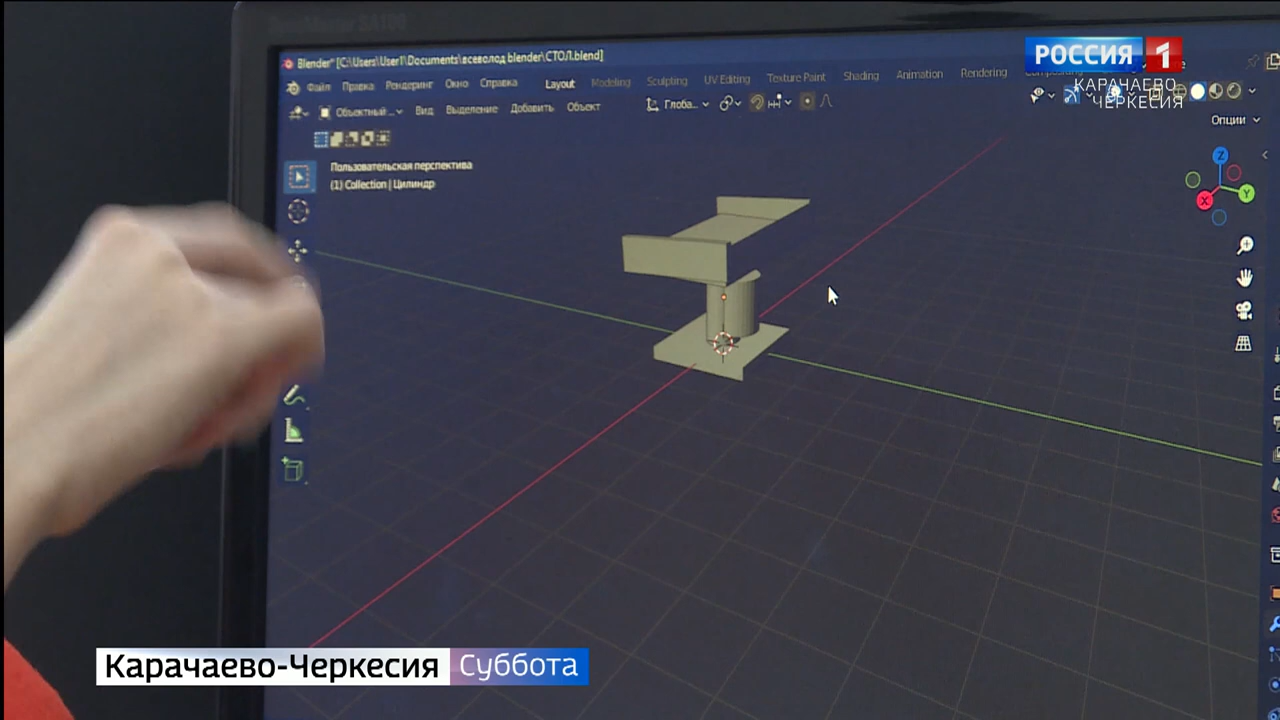 Blender* [C:\Users\User1\Documents\всеволод blender\СТОЛ.blend]
Файл Правка Рендеринг Окно Справка Layout Modeling Sculpting UV Editing Texture Paint Shading Animation Rendering
Объектный... Вид Выделение Добавить Объект Глоба...
Опции
Пользовательская перспектива
(1) Collection | Цилиндр
Z
Y
X
РОССИЯ 1
КАРАЧАЕВО
ЧЕРКЕСИЯ
Карачаево-Черкесия Суббота